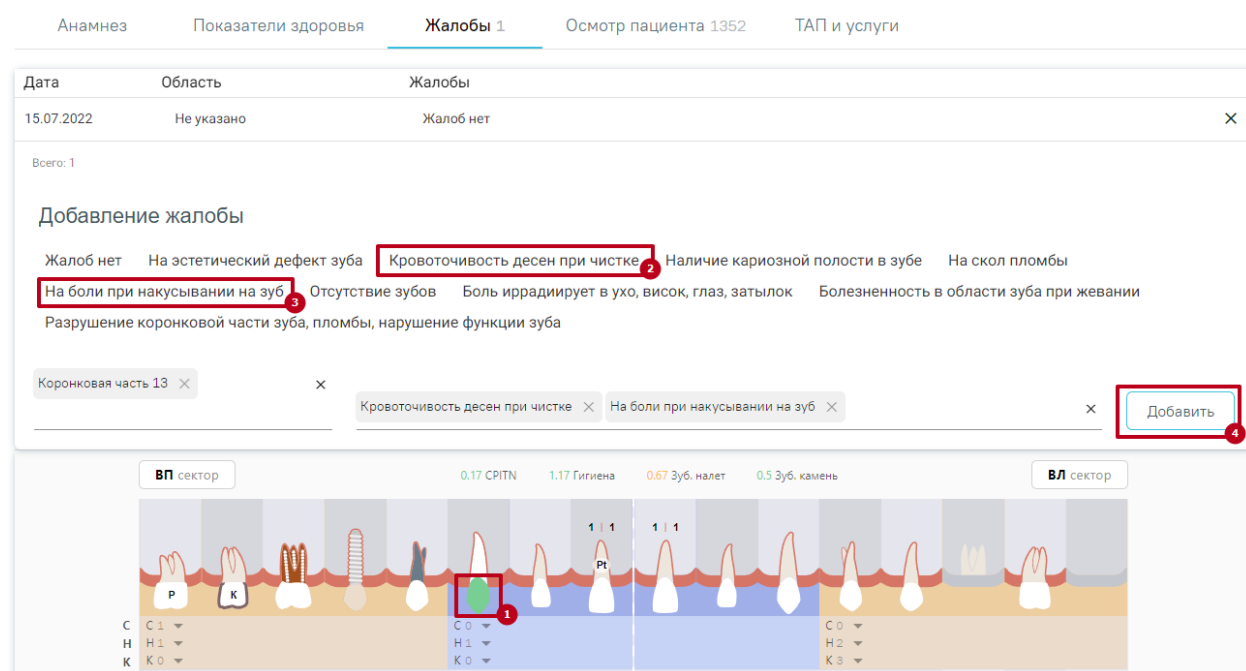 Анамнез Показатели здоровья Жалобы 1 Осмотр пациента 1352 ТАП и услуги
Дата Область Жалобы
15.07.2022 Не указано Жалоб нет
Всего: 1
Добавление жалобы
Жалоб нет На эстетический дефект зуба Кровоточивость десен при чистке 2 Наличие кариозной полости в зубе На скол пломбы
На боли при накусывании на зуб 3 Отсутствие зубов Боль иррадиирует в ухо, висок, глаз, затылок Болезненность в области зуба при жевании
Разрушение коронковой части зуба, пломбы, нарушение функции зуба
Коронковая часть 13
Кровоточивость десен при чистке На боли при накусывании на зуб Добавить 4
ВП сектор 0.17 CPITN 1.17 Гигиена 0.67 Зуб. налет 0.5 Зуб. камень ВЛ сектор
1 | 1 1 | 1
Pt
P К 1
С С 1 С 0 С 0
Н Н 1 Н 1 Н 2
К К 0 К 0 К 3